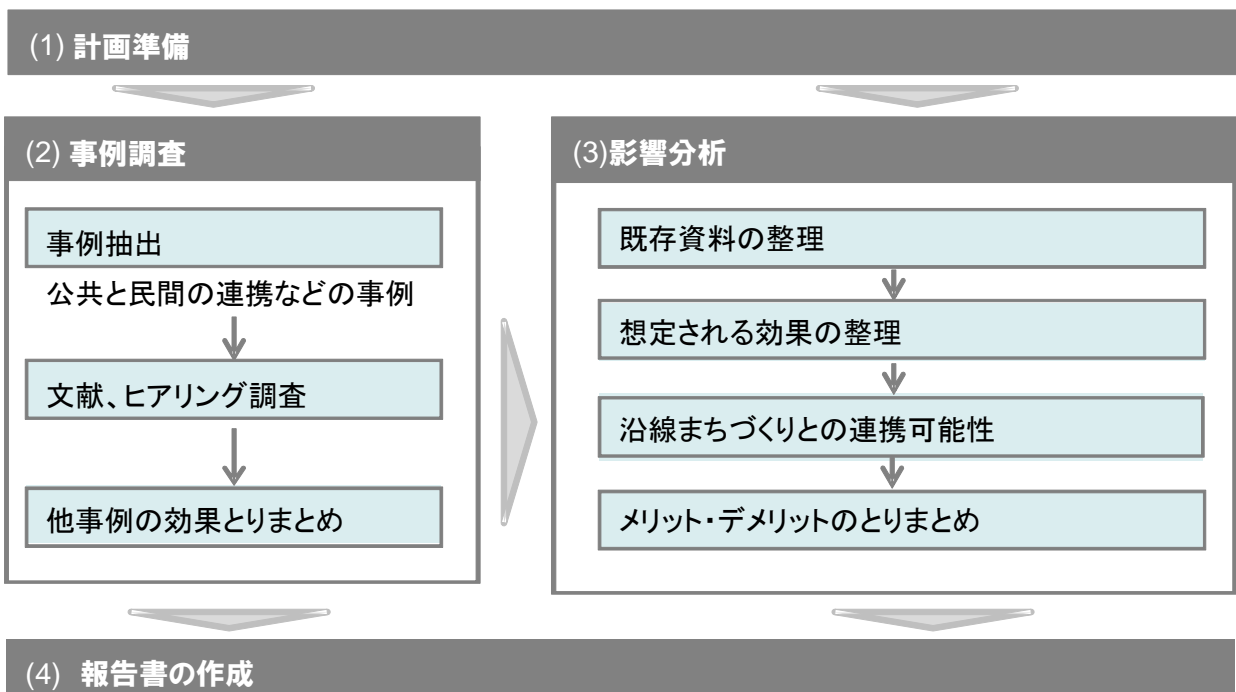 (1) 計画準備
(2) 事例調査
事例抽出
公共と民間の連携などの事例
文献、ヒアリング調査
他事例の効果とりまとめ
(3)影響分析
既存資料の整理
想定される効果の整理
沿線まちづくりとの連携可能性
メリット・デメリットのとりまとめ
(4) 報告書の作成